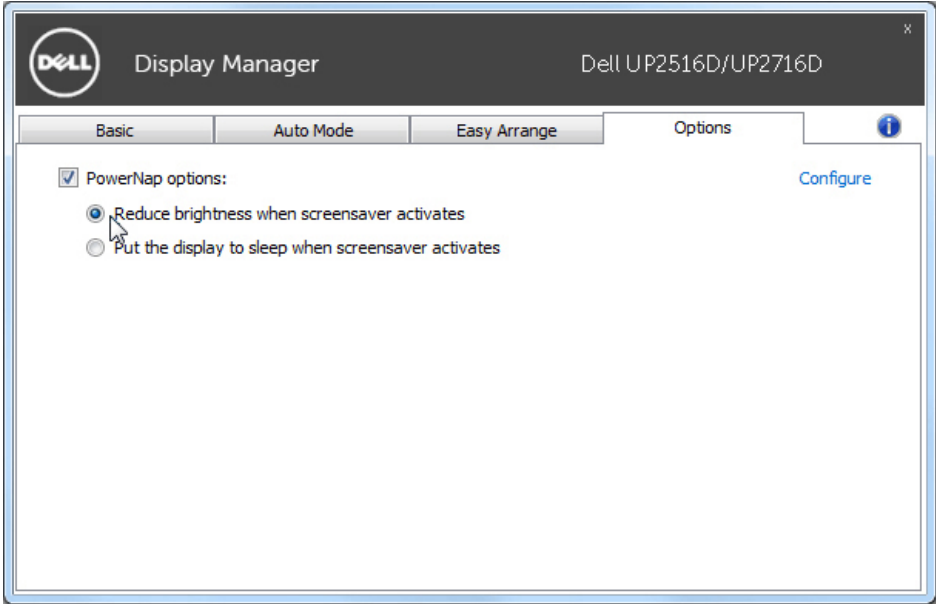 x
DELL
Display Manager
Dell UP2516D/UP2716D
Basic
Auto Mode
Easy Arrange
Options
i
PowerNap options:
Configure
Reduce brightness when screensaver activates
Put the display to sleep when screensaver activates